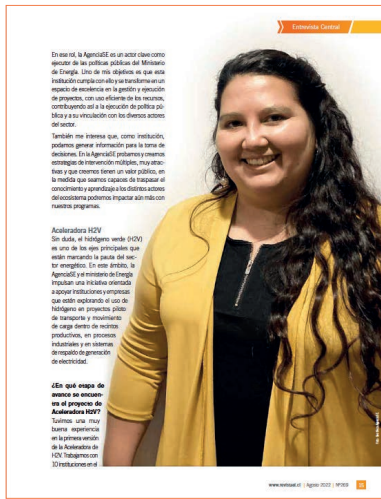 Entrevista Central
En ese rol, la AgenciaSE es un actor clave como
ejecutor de las políticas públicas del Ministerio
de Energía. Uno de mis objetivos es que esta
institución cumpla con ello y se transforme en un
espacio de excelencia en la gestión y ejecución
de proyectos, con uso eficiente de los recursos,
contribuyendo así a la ejecución de política pú-
blica y a su vinculación con los diversos actores
del sector.
También me interesa que, como institución,
podamos generar información para la toma de
decisiones. En la AgenciaSE probamos y creamos
estrategias de intervención múltiples, muy atrac-
tivas y que creemos tienen un valor público, en
la medida que seamos capaces de traspasar el
conocimiento y aprendizaje a los distintos actores
del ecosistema podremos impactar aún más con
nuestros programas.
Aceleradora H2V
Sin duda, el hidrógeno verde (H2V)
es uno de los ejes principales que
están marcando la pauta del sec-
tor energético. En este ámbito, la
AgenciaSE y el ministerio de Energía
impulsan una iniciativa orientada
a apoyar instituciones y empresas
que estén explorando el uso de
hidrógeno en proyectos piloto
de transporte y movimiento
de carga dentro de recintos
productivos, en procesos
industriales y en sistemas
de respaldo de generación
de electricidad.
¿En qué etapa de
avance se encuen-
tra el proyecto de
Aceleradora H2V?
Tuvimos una muy
buena experiencia
en la primera versión
de la Aceleradora de
H2V. Trabajamos con
10 instituciones en el
www.revistaei.cl | Agosto 2022 | Nº